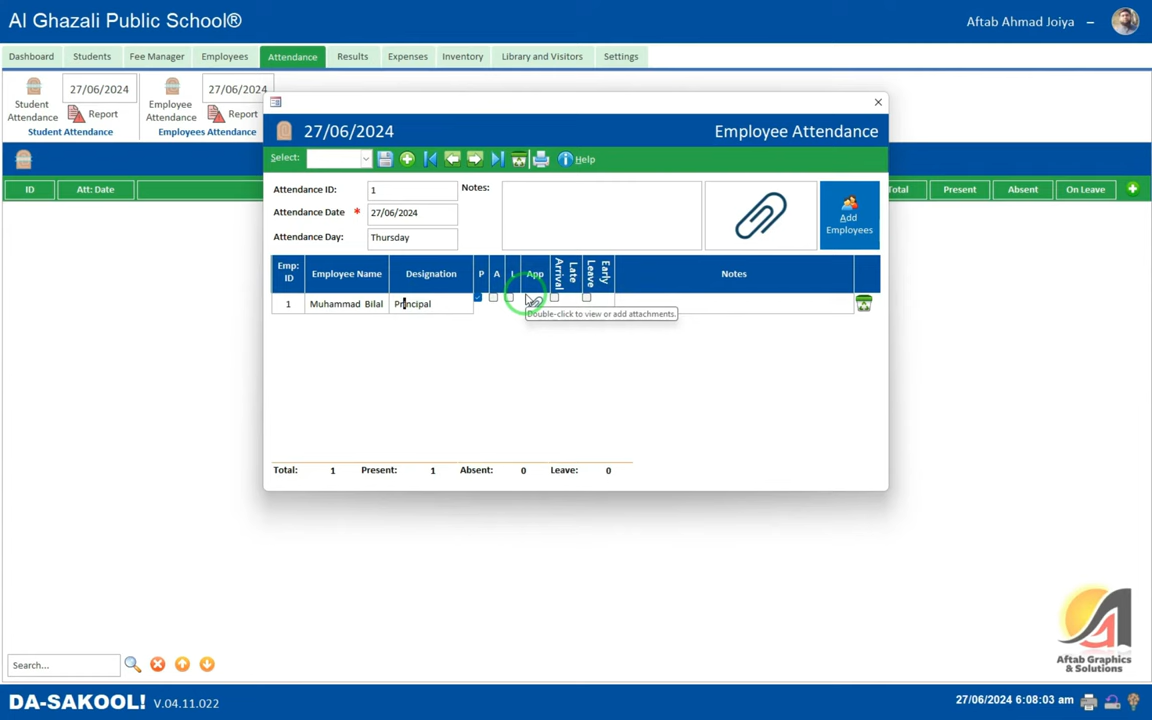 Al Ghazali Public School®
Aftab Ahmad Joiya
Dashboard Students Fee Manager Employees Attendance Results Expenses Inventory Library and Visitors Settings
Student Attendance 27/06/2024 Report
Student Attendance
Employee Attendance 27/06/2024 Report
Employees Attendance
27/06/2024 Employee Attendance
Select: Help
Attendance ID: 1 Notes:
Attendance Date * 27/06/2024
Attendance Day: Thursday
Add Employees
ID Att: Date Total Present Absent On Leave
Emp: ID Employee Name Designation P A L App Late Arrival Early Leave Notes
1 Muhammad Bilal Principal
Double-click to view or add attachments.
Total: 1 Present: 1 Absent: 0 Leave: 0
Search...
Aftab Graphics
& Solutions
DA-SAKOOL! V.04.11.022
27/06/2024 6:08:03 am